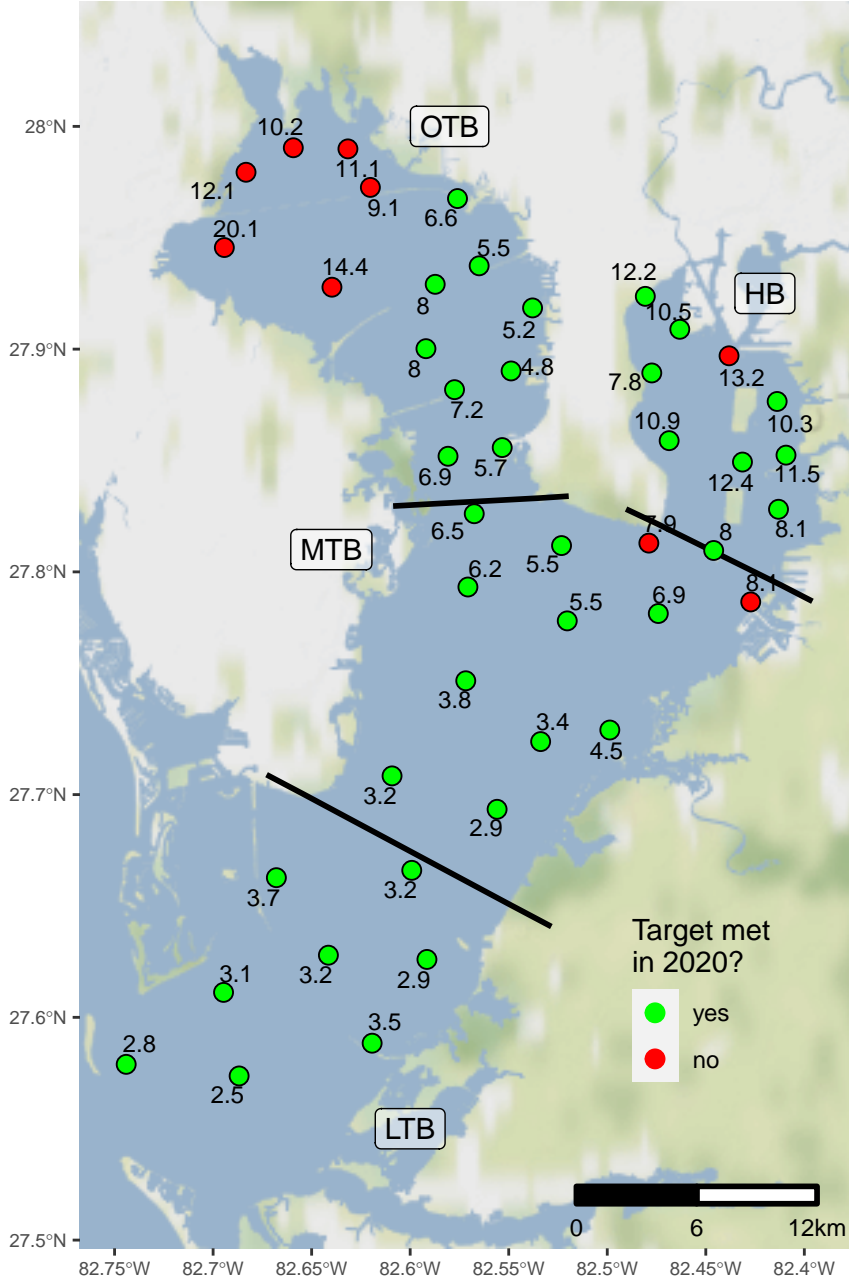 28°N
27.9°N
27.8°N
27.7°N
27.6°N
27.5°N
OTB
10.2
11.1
12.1
9.1
6.6
20.1
5.5
14.4
8
5.2
12.2
HB
10.5
8
4.8
7.8
13.2
7.2
10.3
10.9
6.9
5.7
12.4
11.5
6.5
7.9
8
8.1
MTB
5.5
6.2
8.1
5.5
6.9
3.8
3.4
4.5
3.2
2.9
3.7
3.2
3.1
3.2
2.9
3.5
2.8
2.5
LTB
Target met
in 2020?
yes
no
0 6 12km
82.75°W 82.7°W 82.65°W 82.6°W 82.55°W 82.5°W 82.45°W 82.4°W